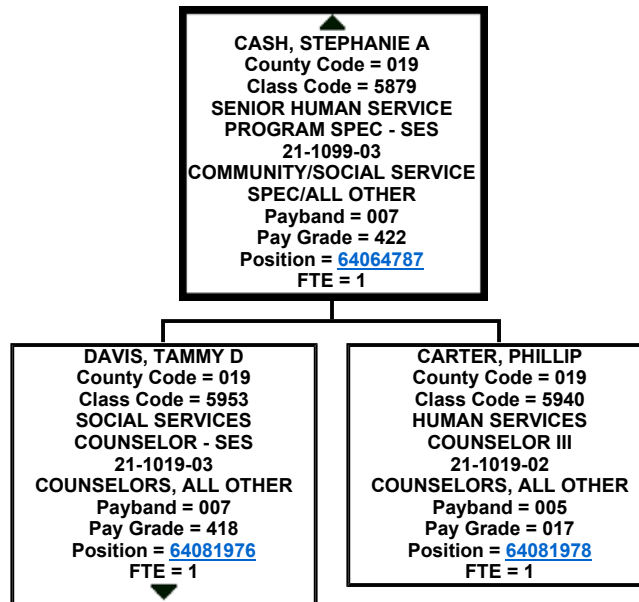 CASH, STEPHANIE A
County Code = 019
Class Code = 5879
SENIOR HUMAN SERVICE
PROGRAM SPEC - SES
21-1099-03
COMMUNITY/SOCIAL SERVICE
SPEC/ALL OTHER
Payband = 007
Pay Grade = 422
Position = 64064787
FTE = 1
DAVIS, TAMMY D
County Code = 019
Class Code = 5953
SOCIAL SERVICES
COUNSELOR - SES
21-1019-03
COUNSELORS, ALL OTHER
Payband = 007
Pay Grade = 418
Position = 64081976
FTE = 1
CARTER, PHILLIP
County Code = 019
Class Code = 5940
HUMAN SERVICES
COUNSELOR III
21-1019-02
COUNSELORS, ALL OTHER
Payband = 005
Pay Grade = 017
Position = 64081978
FTE = 1